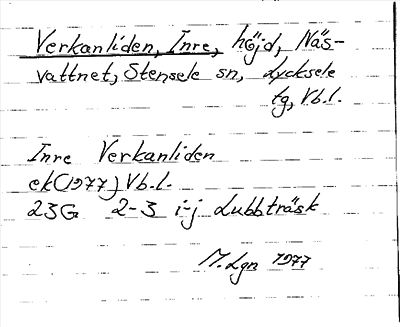 Verkanliden, Inre, höjd, Näs-
vattnet, Stensele sn, Lycksele
tg, Vb.l.
Inre Verkanliden
ek(1977) Vb.l.
23G 2-3 i-j Lubbträsk
M.Lgn 1977